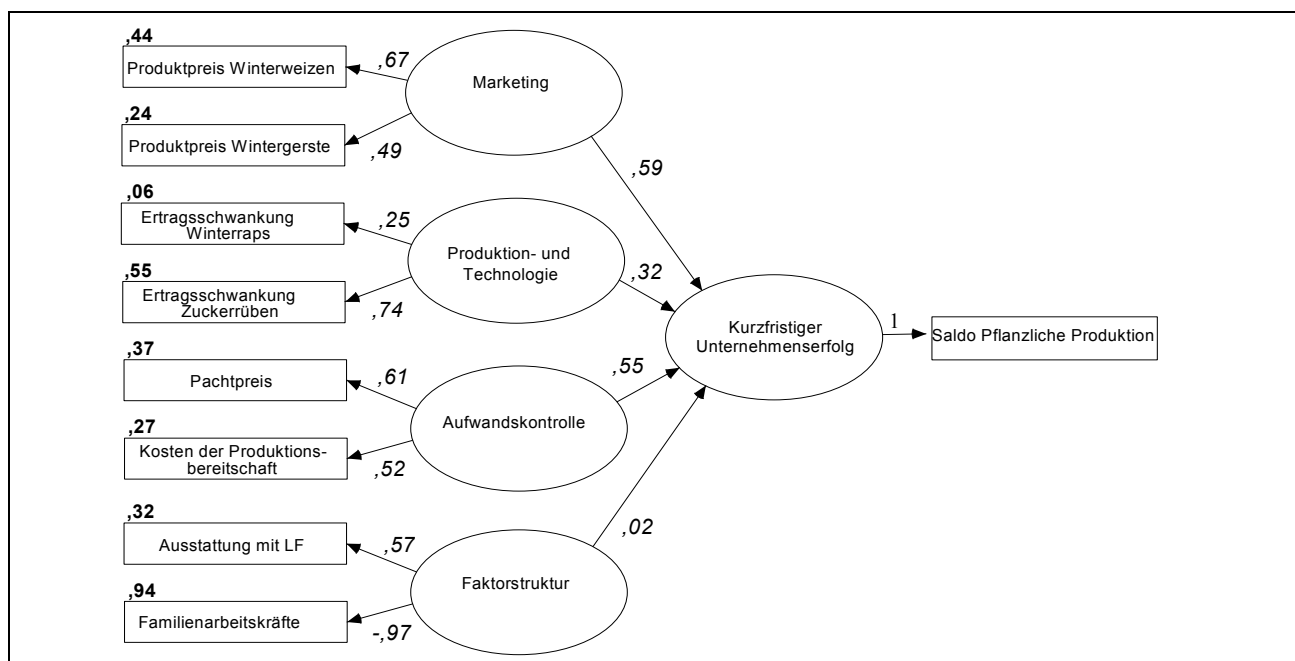 ,44
Produktpreis Winterweizen
,67
Marketing
,24
Produktpreis Wintergerste
,49
,59
,06
Ertragsschwankung
Winterraps
,25
Produktion- und
Technologie
,32
,55
Ertragsschwankung
Zuckerrüben
,74
Kurzfristiger
Unternehmenserfolg
1
Saldo Pflanzliche Produktion
,37
Pachtpreis
,61
,55
Aufwandskontrolle
,27
Kosten der Produktions-
bereitschaft
,52
,02
,32
Ausstattung mit LF
,57
Faktorstruktur
,94
Familienarbeitskräfte
-,97